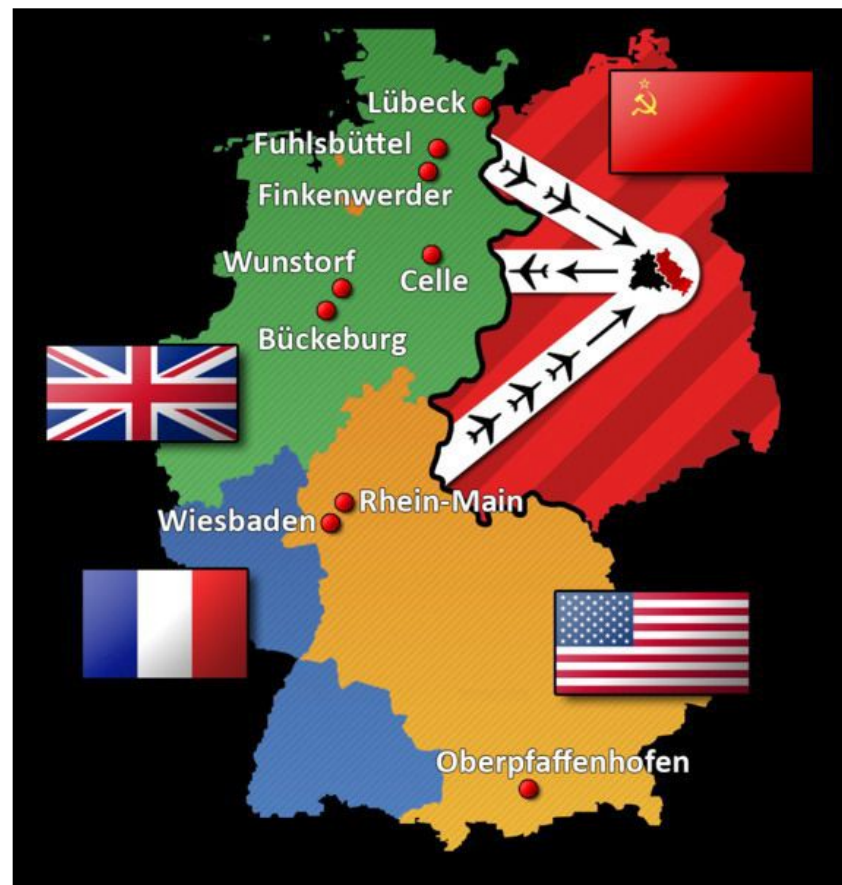 Lübeck
Fuhlsbüttel
Finkenwerder
Wunstorf
Celle
Bückeburg
Rhein-Main
Wiesbaden
Oberpfaffenhofen